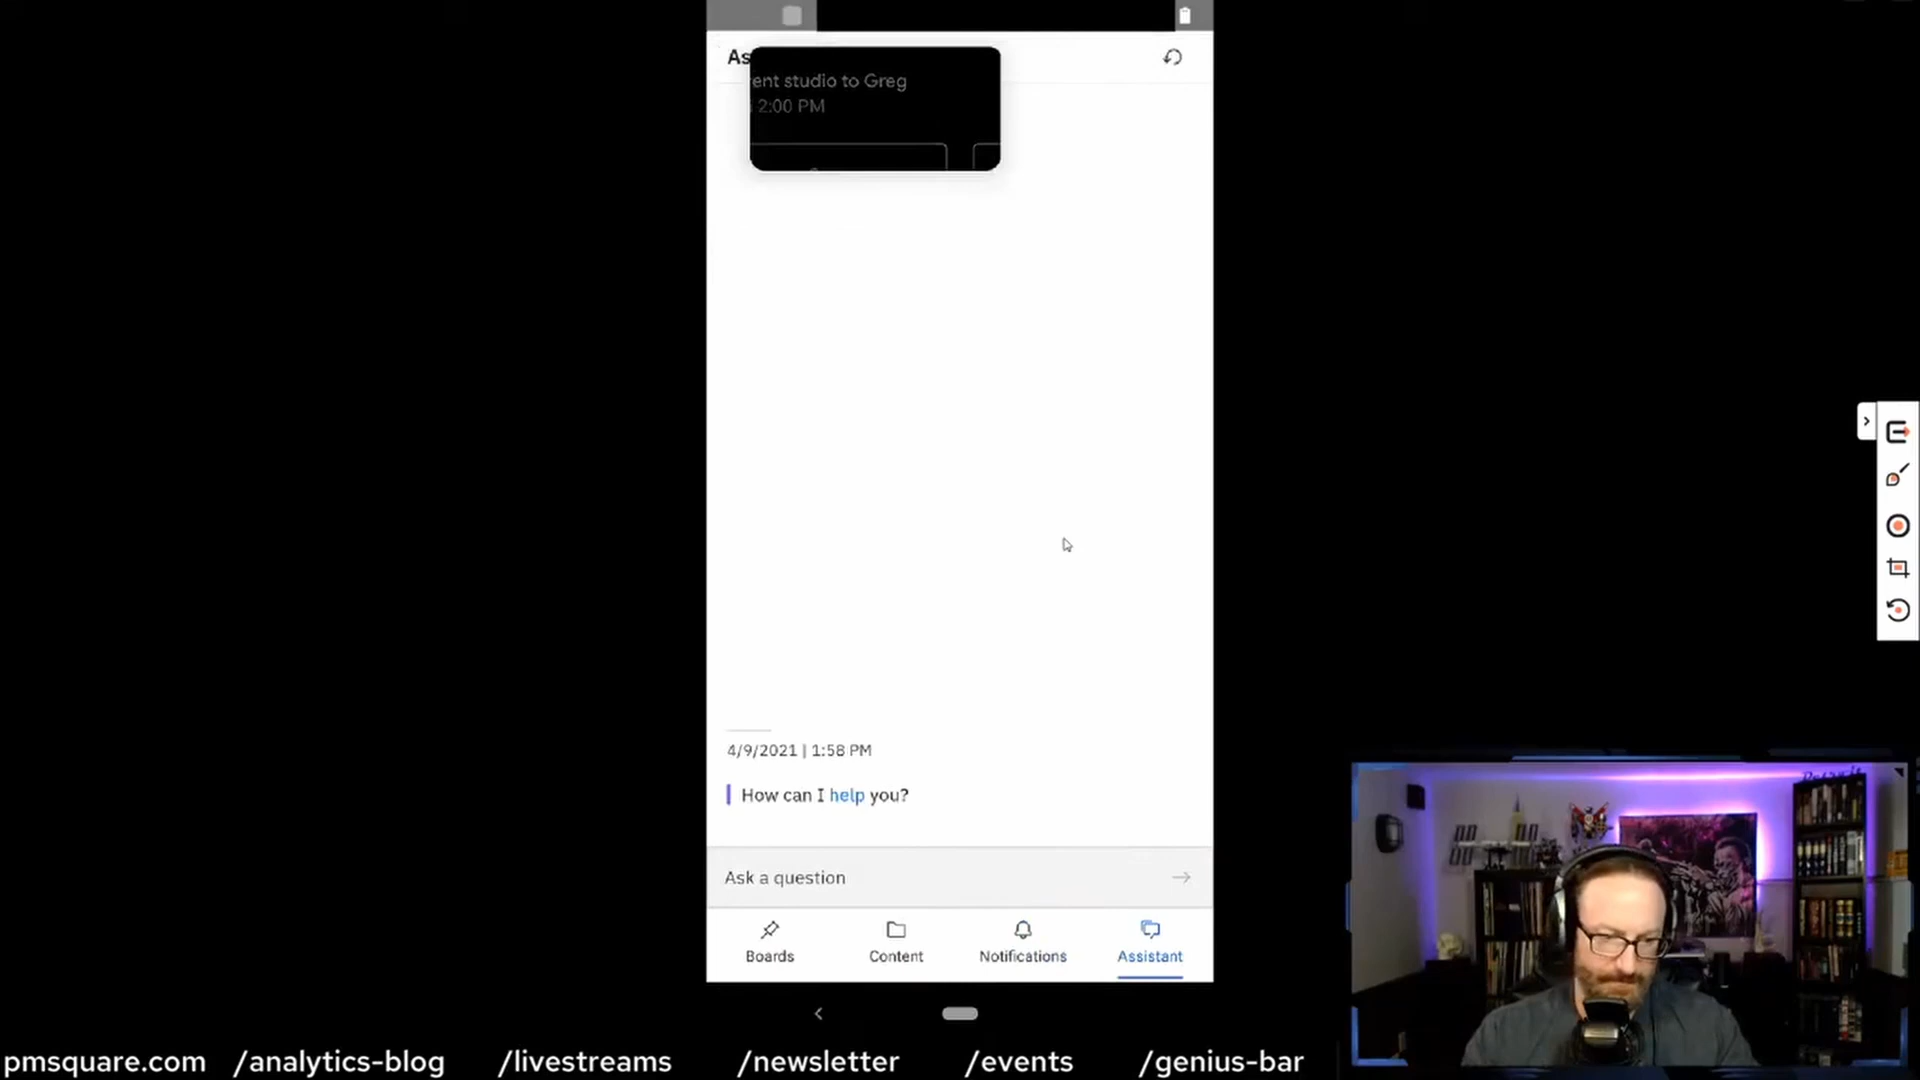 As
ent studio to Greg
2:00 PM
4/9/2021 | 1:58 PM
How can I help you?
Ask a question
Boards
Content
Notifications
Assistant
pmsquare.com /analytics-blog /livestreams /newsletter /events /genius-bar